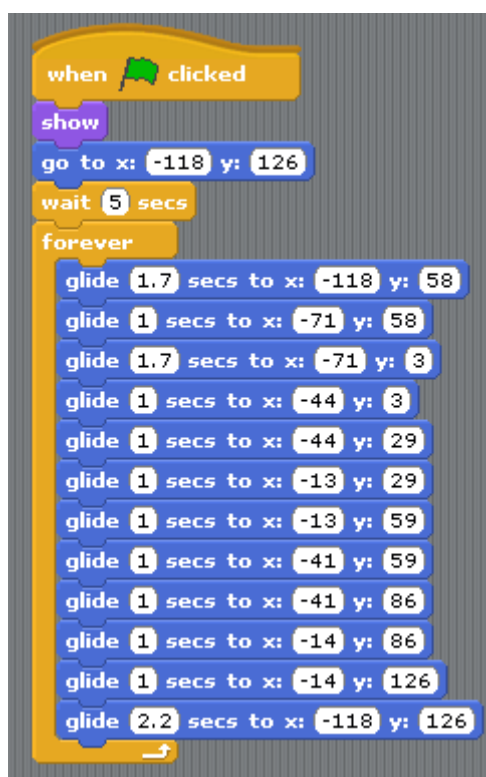 when clicked
show
go to x: -118 y: 126
wait 5 secs
forever
glide 1.7 secs to x: -118 y: 58
glide 1 secs to x: -71 y: 58
glide 1.7 secs to x: -71 y: 3
glide 1 secs to x: -44 y: 3
glide 1 secs to x: -44 y: 29
glide 1 secs to x: -13 y: 29
glide 1 secs to x: -13 y: 59
glide 1 secs to x: -41 y: 59
glide 1 secs to x: -41 y: 86
glide 1 secs to x: -14 y: 86
glide 1 secs to x: -14 y: 126
glide 2.2 secs to x: -118 y: 126